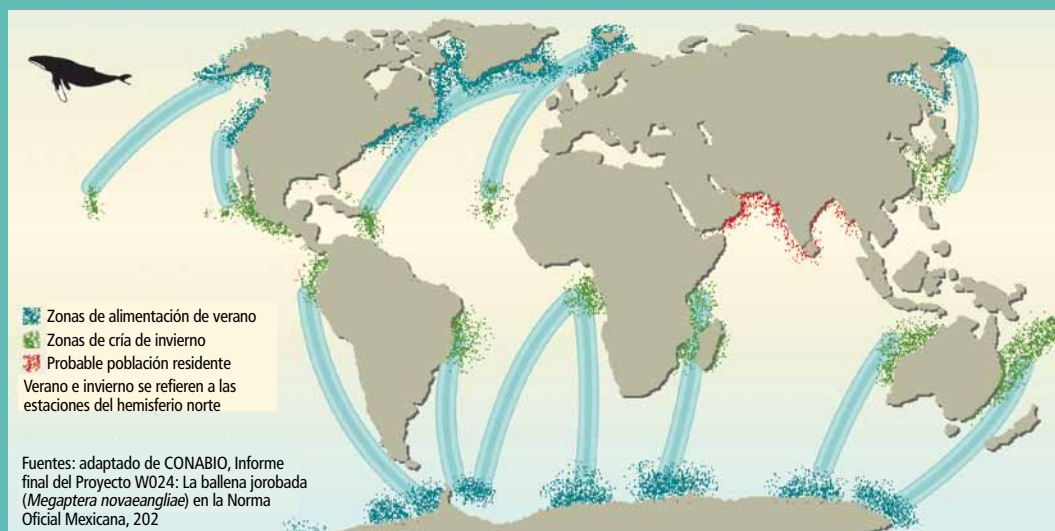 Zonas de alimentación de verano
Zonas de cría de invierno
Probable población residente
Verano e invierno se refieren a las
estaciones del hemisferio norte
Fuentes: adaptado de CONABIO, Informe
final del Proyecto W024: La ballena jorobada
(Megaptera novaeangliae) en la Norma
Oficial Mexicana, 202